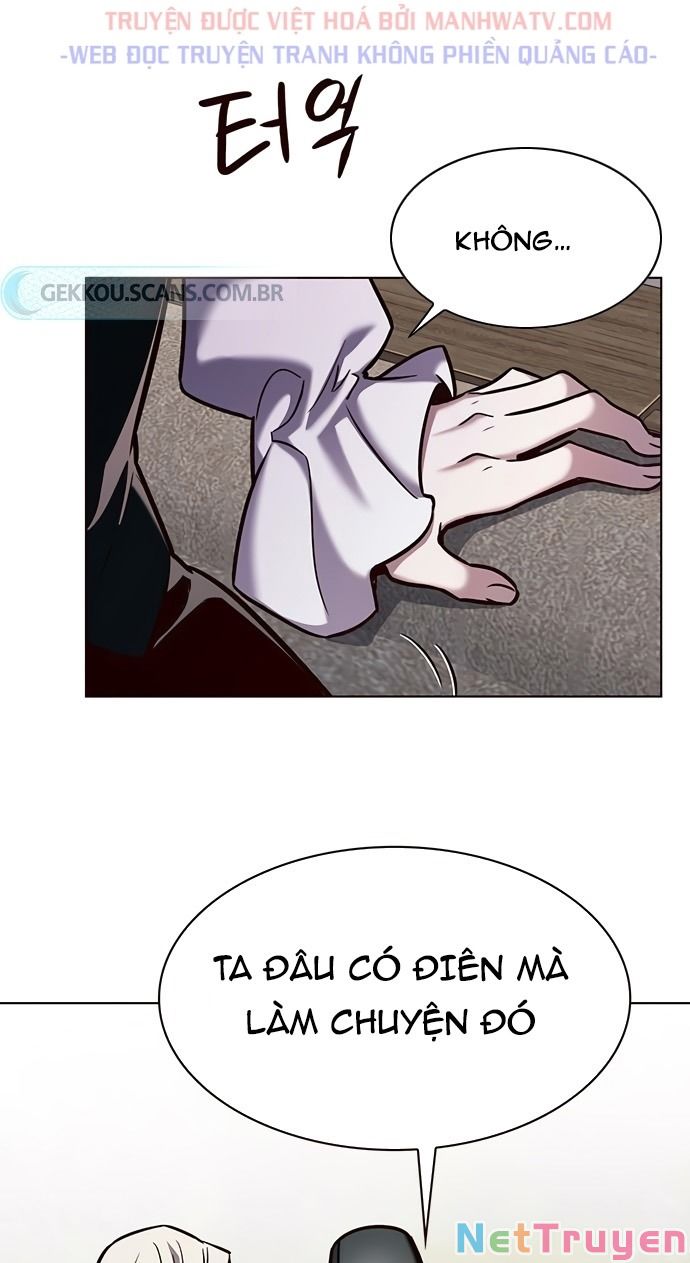 TRUYỆN ĐƯỢC VIỆT HOÁ BỞI MANHWATV.COM
-WEB ĐỌC TRUYỆN TRANH KHÔNG PHIỀN QUẢNG CÁO-
터억
KHÔNG...
GEKKOU.SCANS.COM.BR
TA ĐÂU CÓ ĐIÊN MÀ
LÀM CHUYỆN ĐÓ
NetTruyen